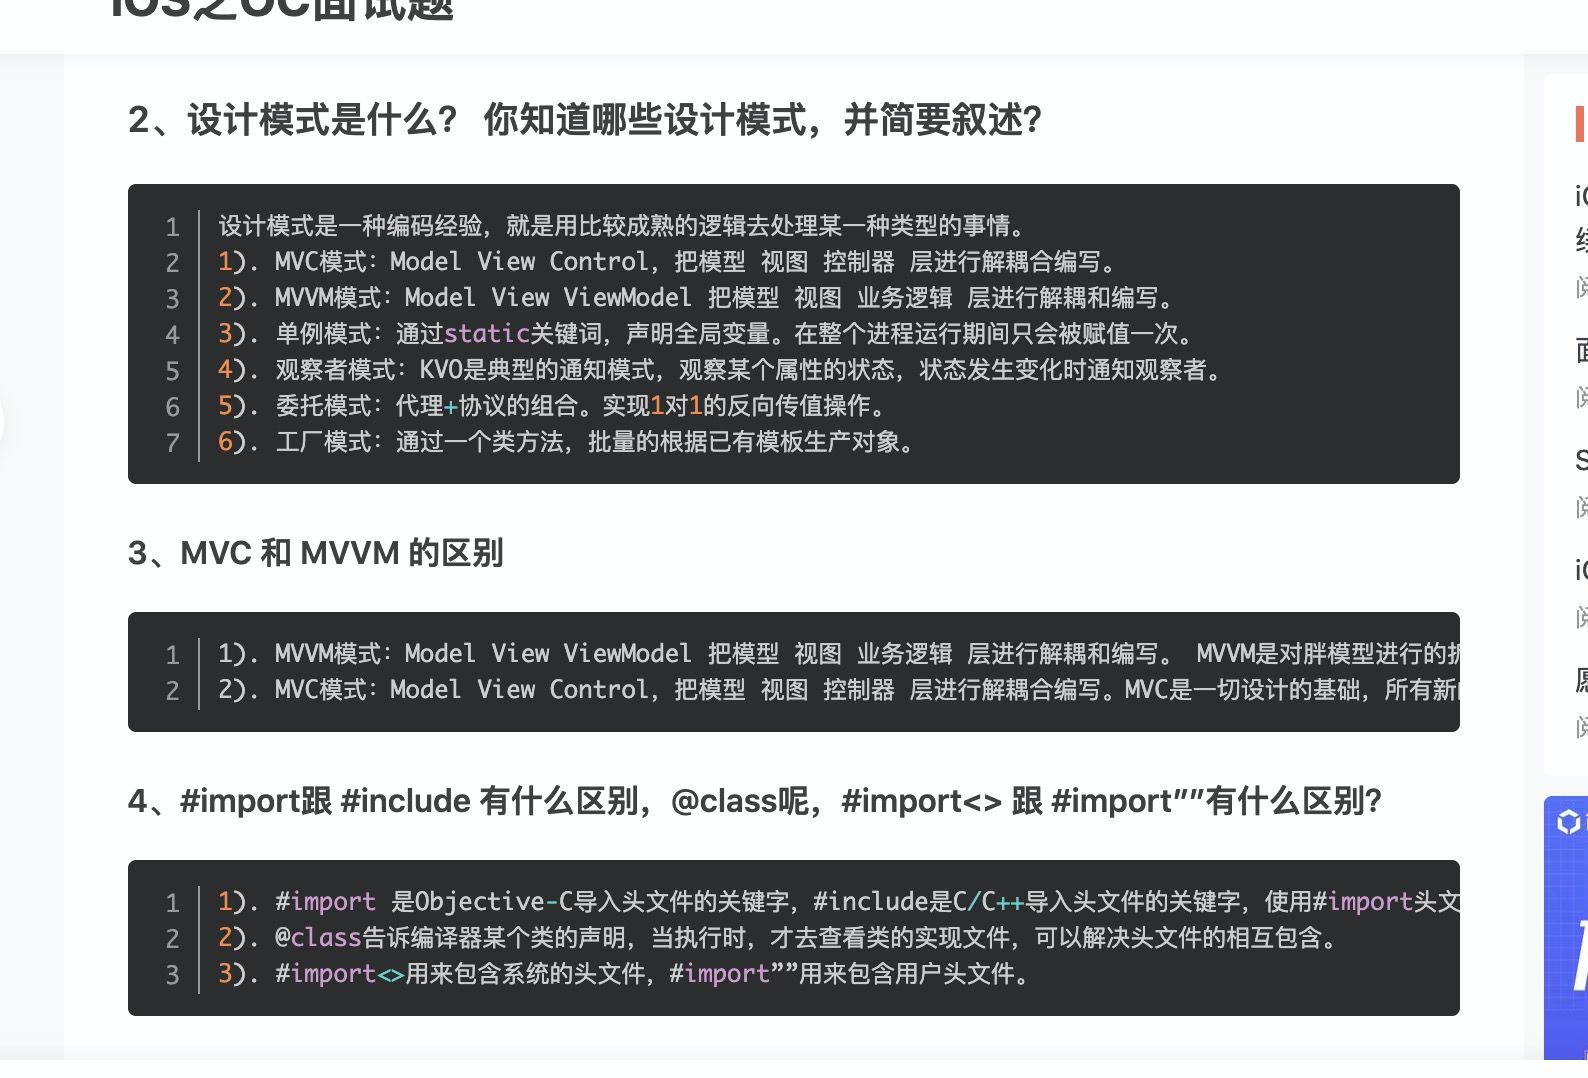 iOS之OC面试题
2、设计模式是什么？ 你知道哪些设计模式，并简要叙述？
1 设计模式是一种编码经验，就是用比较成熟的逻辑去处理某一种类型的事情。
2 1). MVC模式：Model View Control，把模型 视图 控制器 层进行解耦合编写。
3 2). MVVM模式：Model View ViewModel 把模型 视图 业务逻辑 层进行解耦和编写。
4 3). 单例模式：通过static关键词，声明全局变量。在整个进程运行期间只会被赋值一次。
5 4). 观察者模式：KVO是典型的通知模式，观察某个属性的状态，状态发生变化时通知观察者。
6 5). 委托模式：代理+协议的组合。实现1对1的反向传值操作。
7 6). 工厂模式：通过一个类方法，批量的根据已有模板生产对象。
3、MVC 和 MVVM 的区别
1 1). MVVM模式：Model View ViewModel 把模型 视图 业务逻辑 层进行解耦和编写。 MVVM是对胖模型进行的
2 2). MVC模式：Model View Control，把模型 视图 控制器 层进行解耦合编写。MVC是一切设计的基础，所有新
4、#import跟 #include 有什么区别，@class呢，#import<> 跟 #import””有什么区别?
1 1). #import 是Objective-C导入头文件的关键字，#include是C/C++导入头文件的关键字，使用#import头文
2 2). @class告诉编译器某个类的声明，当执行时，才去查看类的实现文件，可以解决头文件的相互包含。
3 3). #import<>用来包含系统的头文件，#import””用来包含用户头文件。